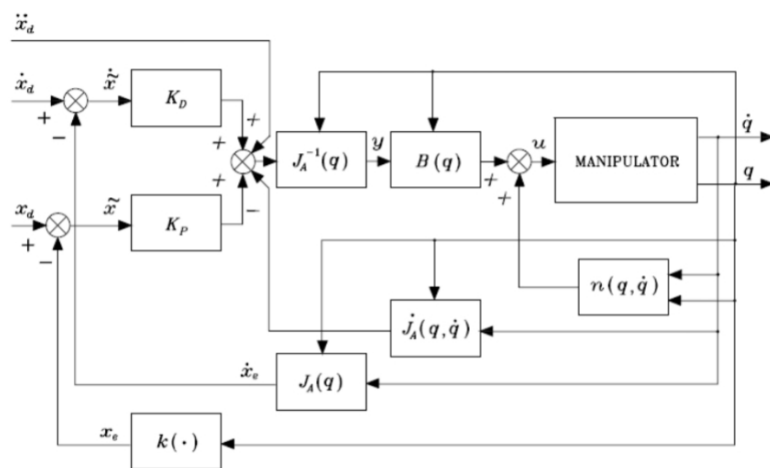 ẍ_d
ẋ_d
+
−
x̃̇
K_D
+
+
+
−
J_A^{-1}(q)
y
B(q)
+
+
u
MANIPULATOR
q̇
q
x_d
+
−
x̃
K_P
n(q,q̇)
J̇_A(q,q̇)
ẋ_e
J_A(q)
x_e
k(·)